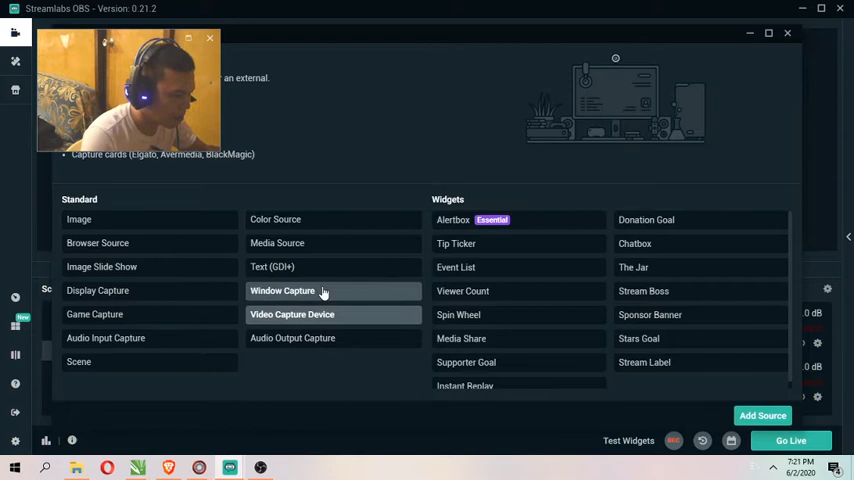 Streamlabs OBS - Version: 0.21.2
r an external.
Capture cards (Elgato, Avermedia, BlackMagic)
Standard
Image
Color Source
Browser Source
Media Source
Image Slide Show
Text (GDI+)
Display Capture
Window Capture
Game Capture
Video Capture Device
Audio Input Capture
Audio Output Capture
Scene
Widgets
Alertbox Essential
Donation Goal
Tip Ticker
Chatbox
Event List
The Jar
Viewer Count
Stream Boss
Spin Wheel
Sponsor Banner
Media Share
Stars Goal
Supporter Goal
Stream Label
Instant Replay
Sc
New
.0 dB
.0 dB
Add Source
Test Widgets
REC
Go Live
7:21 PM
6/2/2020
4